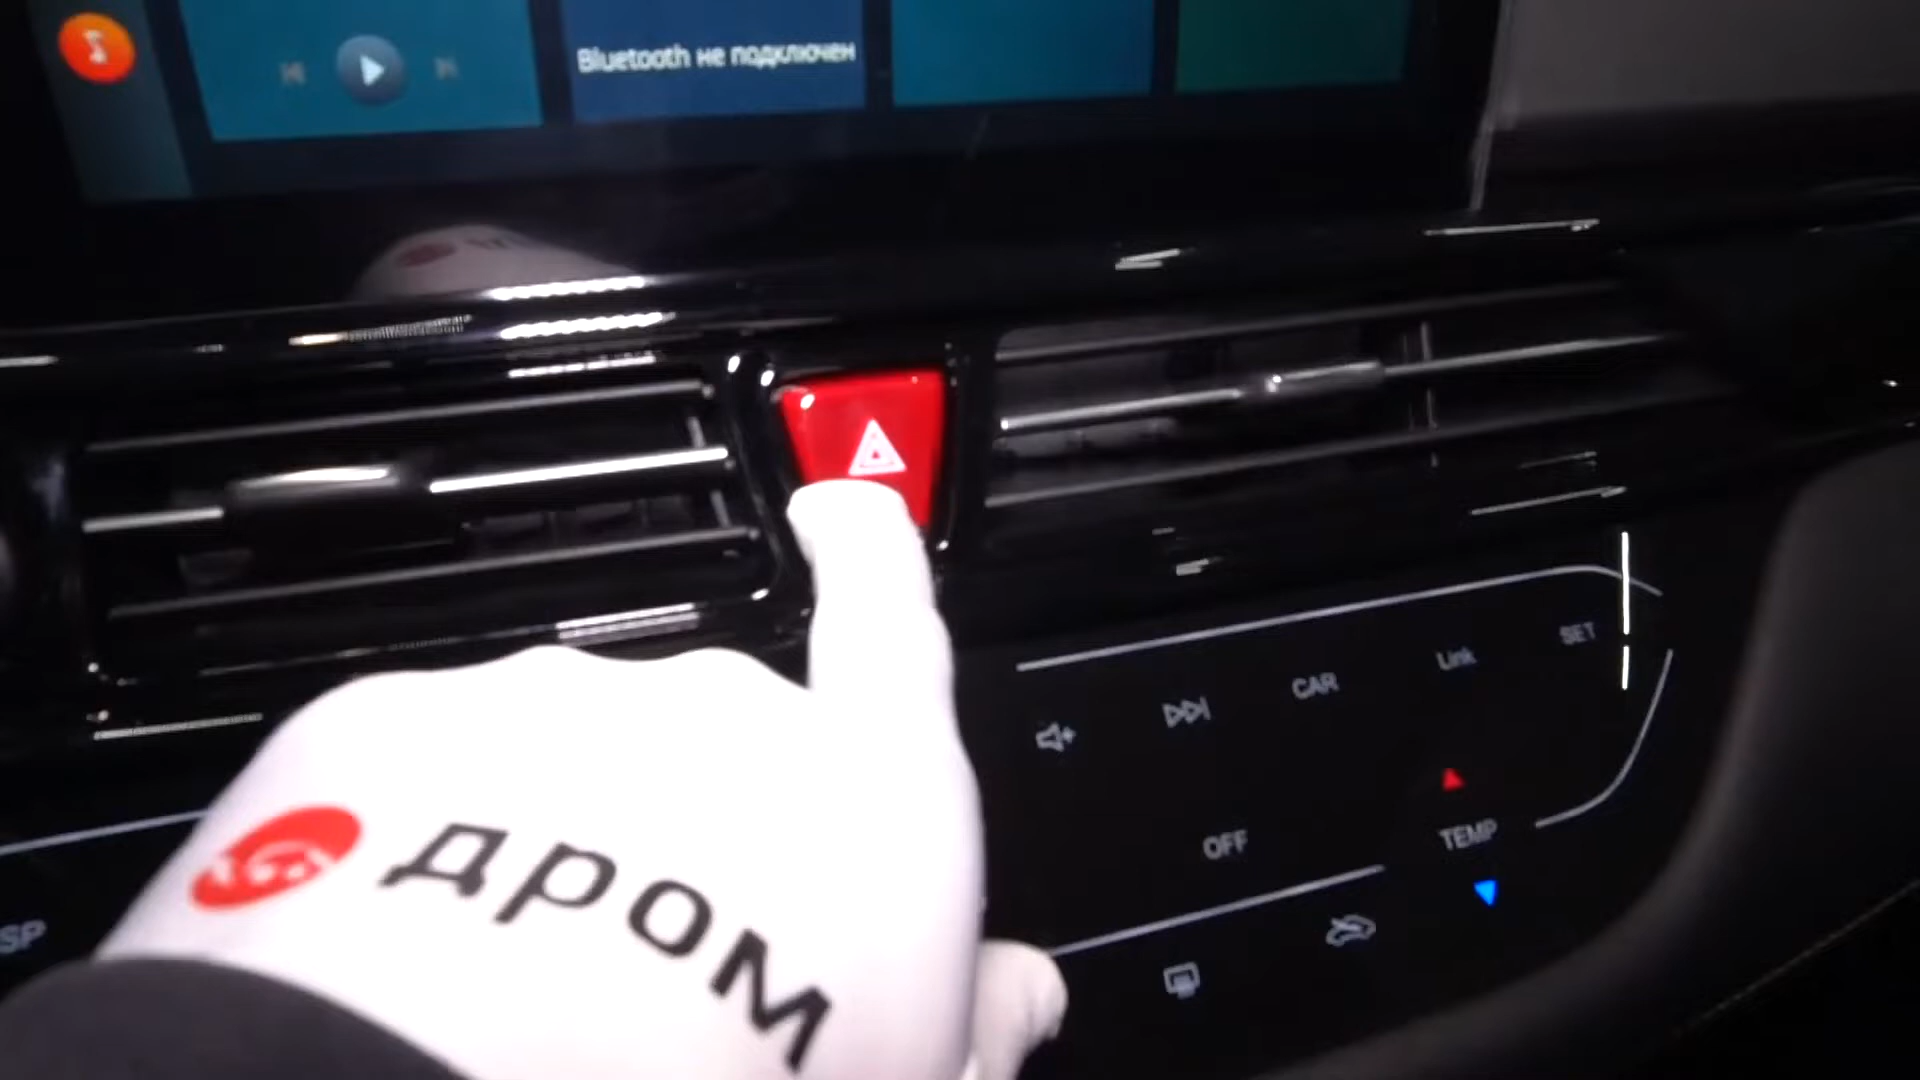 Bluetooth не подключен
SET
Link
CAR
TEMP
OFF
SP
дром